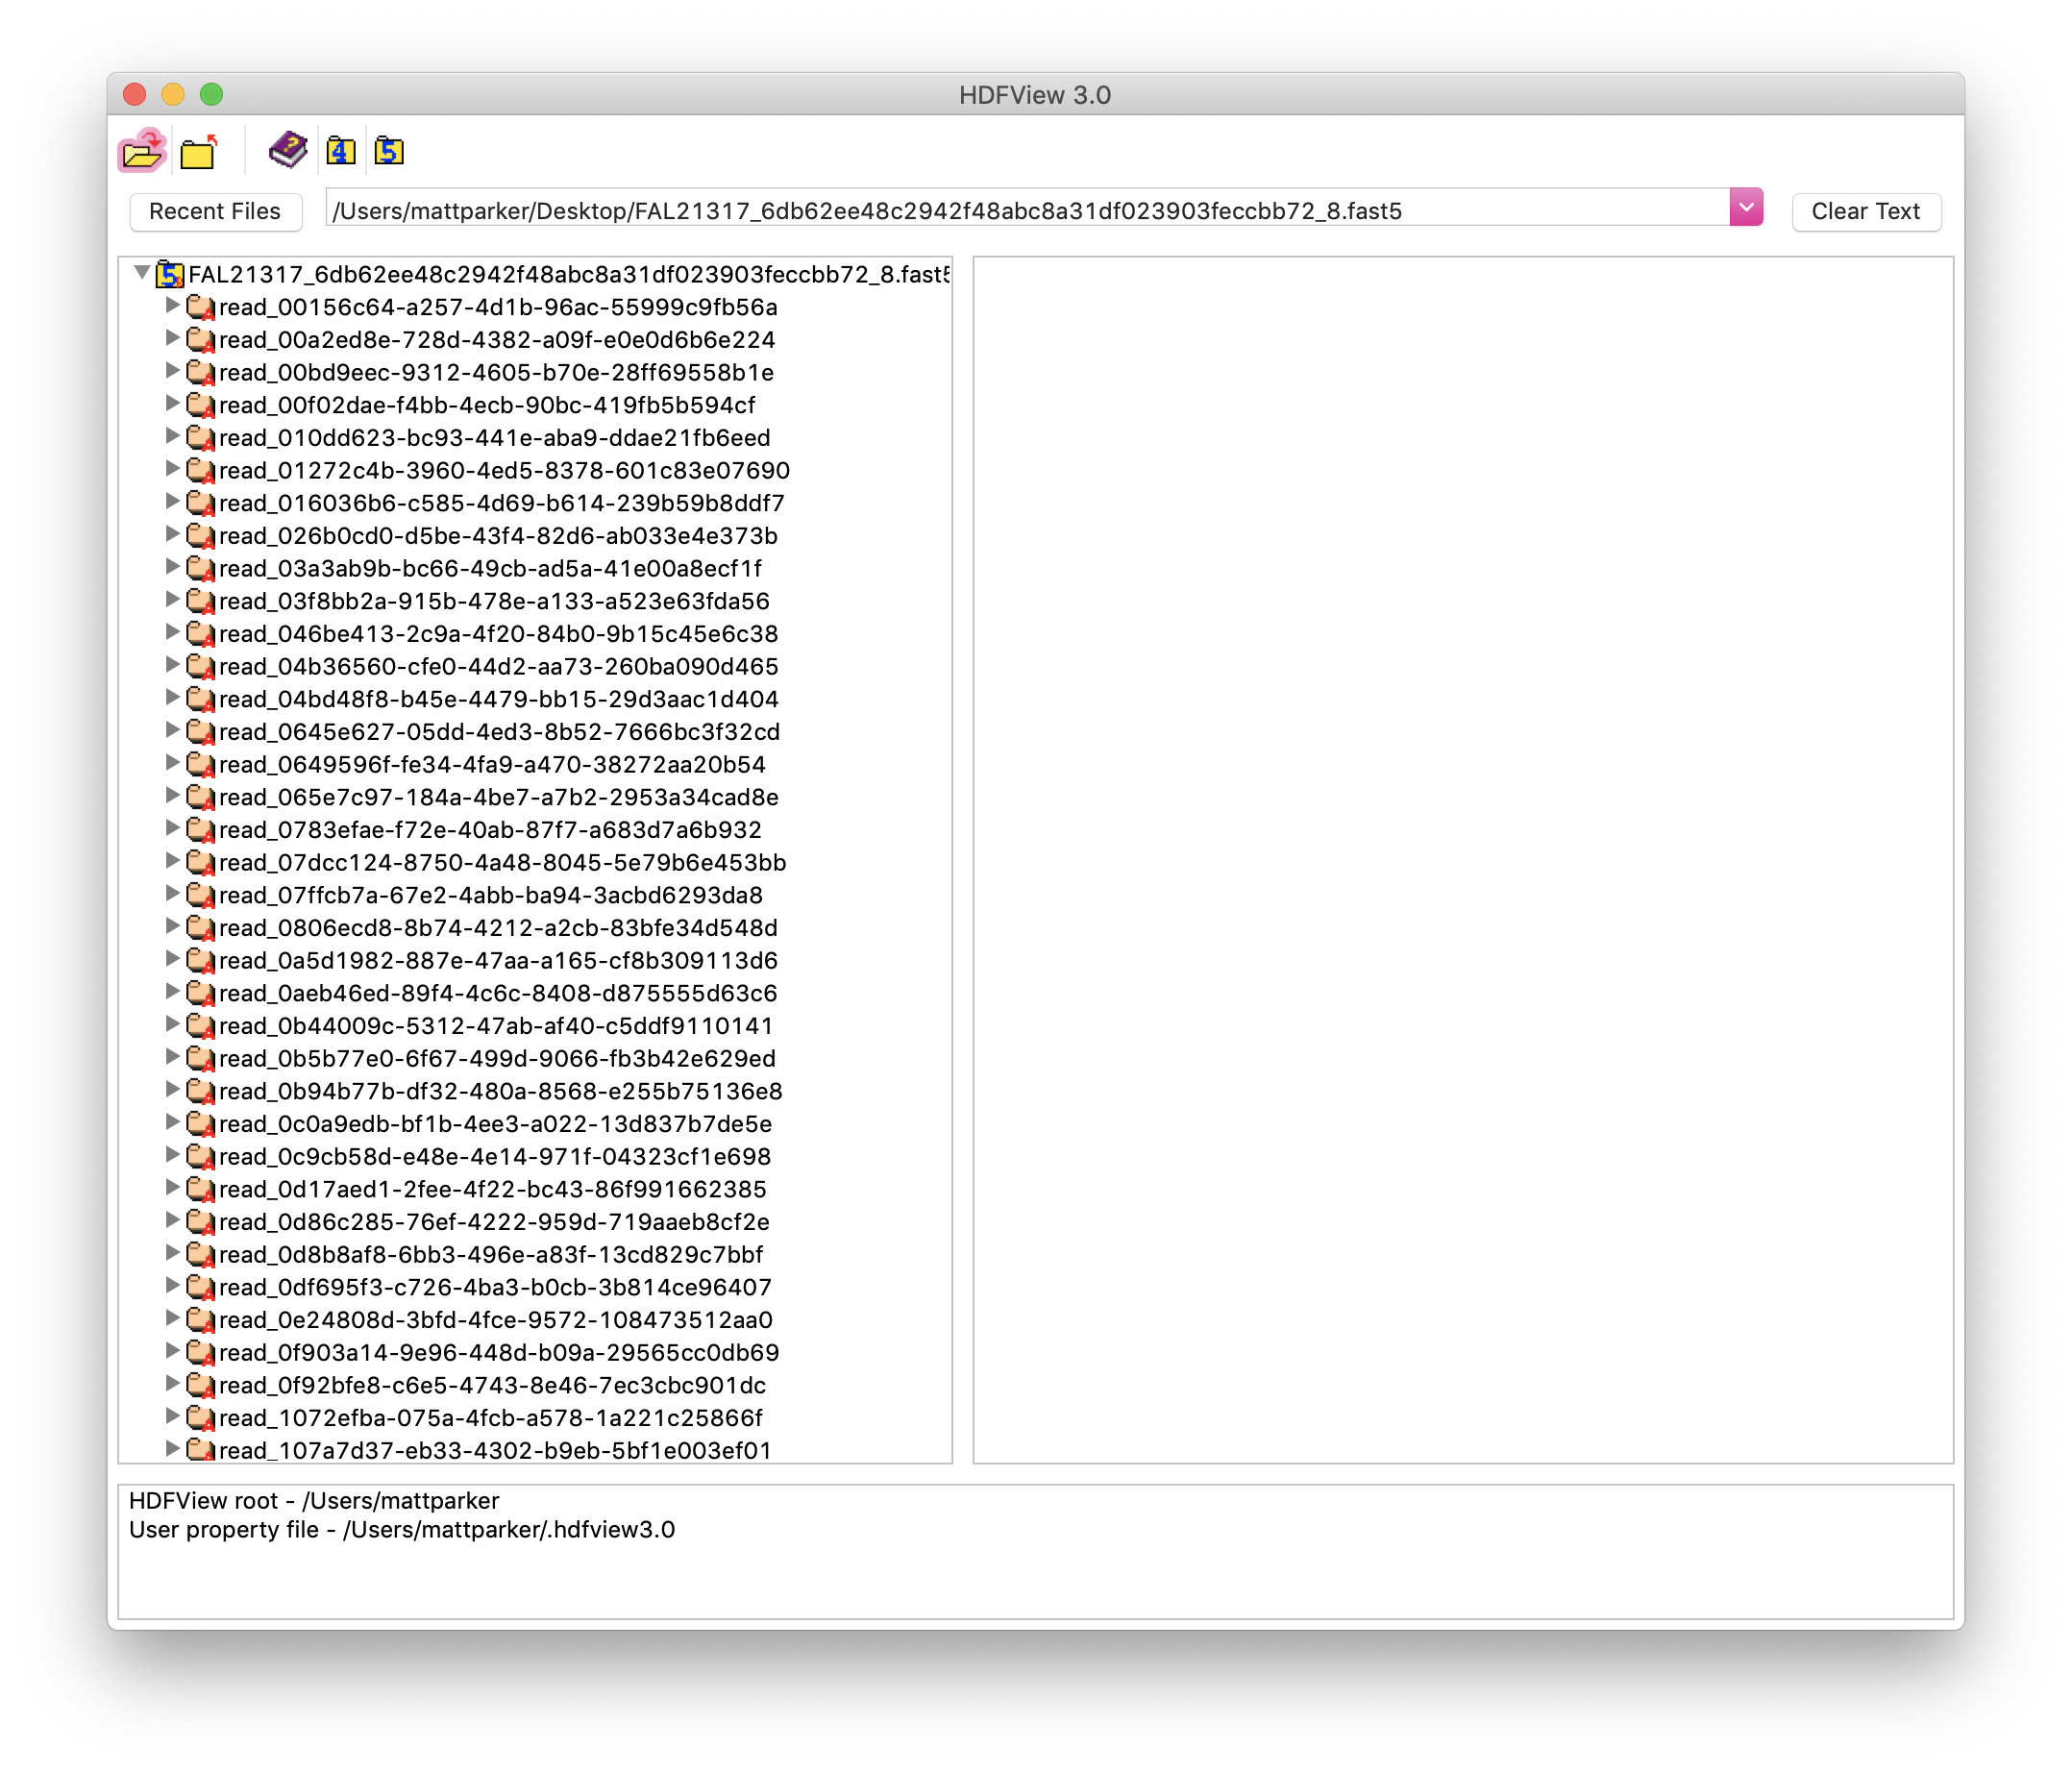 HDFView 3.0
4 5
Recent Files /Users/mattparker/Desktop/FAL21317_6db62ee48c2942f48abc8a31df023903feccbb72_8.fast5 Clear Text
FAL21317_6db62ee48c2942f48abc8a31df023903feccbb72_8.fast5
read_00156c64-a257-4d1b-96ac-55999c9fb56a
read_00a2ed8e-728d-4382-a09f-e0e0d6b6e224
read_00bd9eec-9312-4605-b70e-28ff69558b1e
read_00f02dae-f4bb-4ecb-90bc-419fb5b594cf
read_010dd623-bc93-441e-aba9-ddae21fb6eed
read_01272c4b-3960-4ed5-8378-601c83e07690
read_016036b6-c585-4d69-b614-239b59b8ddf7
read_026b0cd0-d5be-43f4-82d6-ab033e4e373b
read_03a3ab9b-bc66-49cb-ad5a-41e00a8ecf1f
read_03f8bb2a-915b-478e-a133-a523e63fda56
read_046be413-2c9a-4f20-84b0-9b15c45e6c38
read_04b36560-cfe0-44d2-aa73-260ba090d465
read_04bd48f8-b45e-4479-bb15-29d3aac1d404
read_0645e627-05dd-4ed3-8b52-7666bc3f32cd
read_0649596f-fe34-4fa9-a470-38272aa20b54
read_065e7c97-184a-4be7-a7b2-2953a34cad8e
read_0783efae-f72e-40ab-87f7-a683d7a6b932
read_07dcc124-8750-4a48-8045-5e79b6e453bb
read_07ffcb7a-67e2-4abb-ba94-3acbd6293da8
read_0806ecd8-8b74-4212-a2cb-83bfe34d548d
read_0a5d1982-887e-47aa-a165-cf8b309113d6
read_0aeb46ed-89f4-4c6c-8408-d875555d63c6
read_0b44009c-5312-47ab-af40-c5ddf9110141
read_0b5b77e0-6f67-499d-9066-fb3b42e629ed
read_0b94b77b-df32-480a-8568-e255b75136e8
read_0c0a9edb-bf1b-4ee3-a022-13d837b7de5e
read_0c9cb58d-e48e-4e14-971f-04323cf1e698
read_0d17aed1-2fee-4f22-bc43-86f991662385
read_0d86c285-76ef-4222-959d-719aaeb8cf2e
read_0d8b8af8-6bb3-496e-a83f-13cd829c7bbf
read_0df695f3-c726-4ba3-b0cb-3b814ce96407
read_0e24808d-3bfd-4fce-9572-108473512aa0
read_0f903a14-9e96-448d-b09a-29565cc0db69
read_0f92bfe8-c6e5-4743-8e46-7ec3cbc901dc
read_1072efba-075a-4fcb-a578-1a221c25866f
read_107a7d37-eb33-4302-b9eb-5bf1e003ef01
HDFView root - /Users/mattparker
User property file - /Users/mattparker/.hdfview3.0